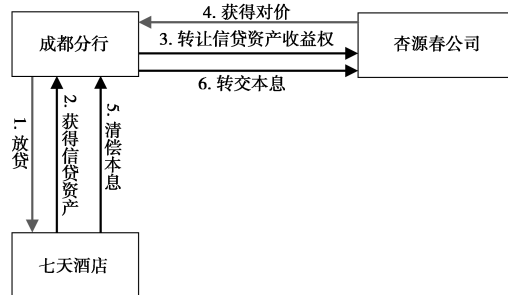 4. 获得对价
成都分行
3. 转让信贷资产收益权
杏源春公司
6. 转交本息
1. 放贷
2. 获得信贷资产
5. 清偿本息
七天酒店